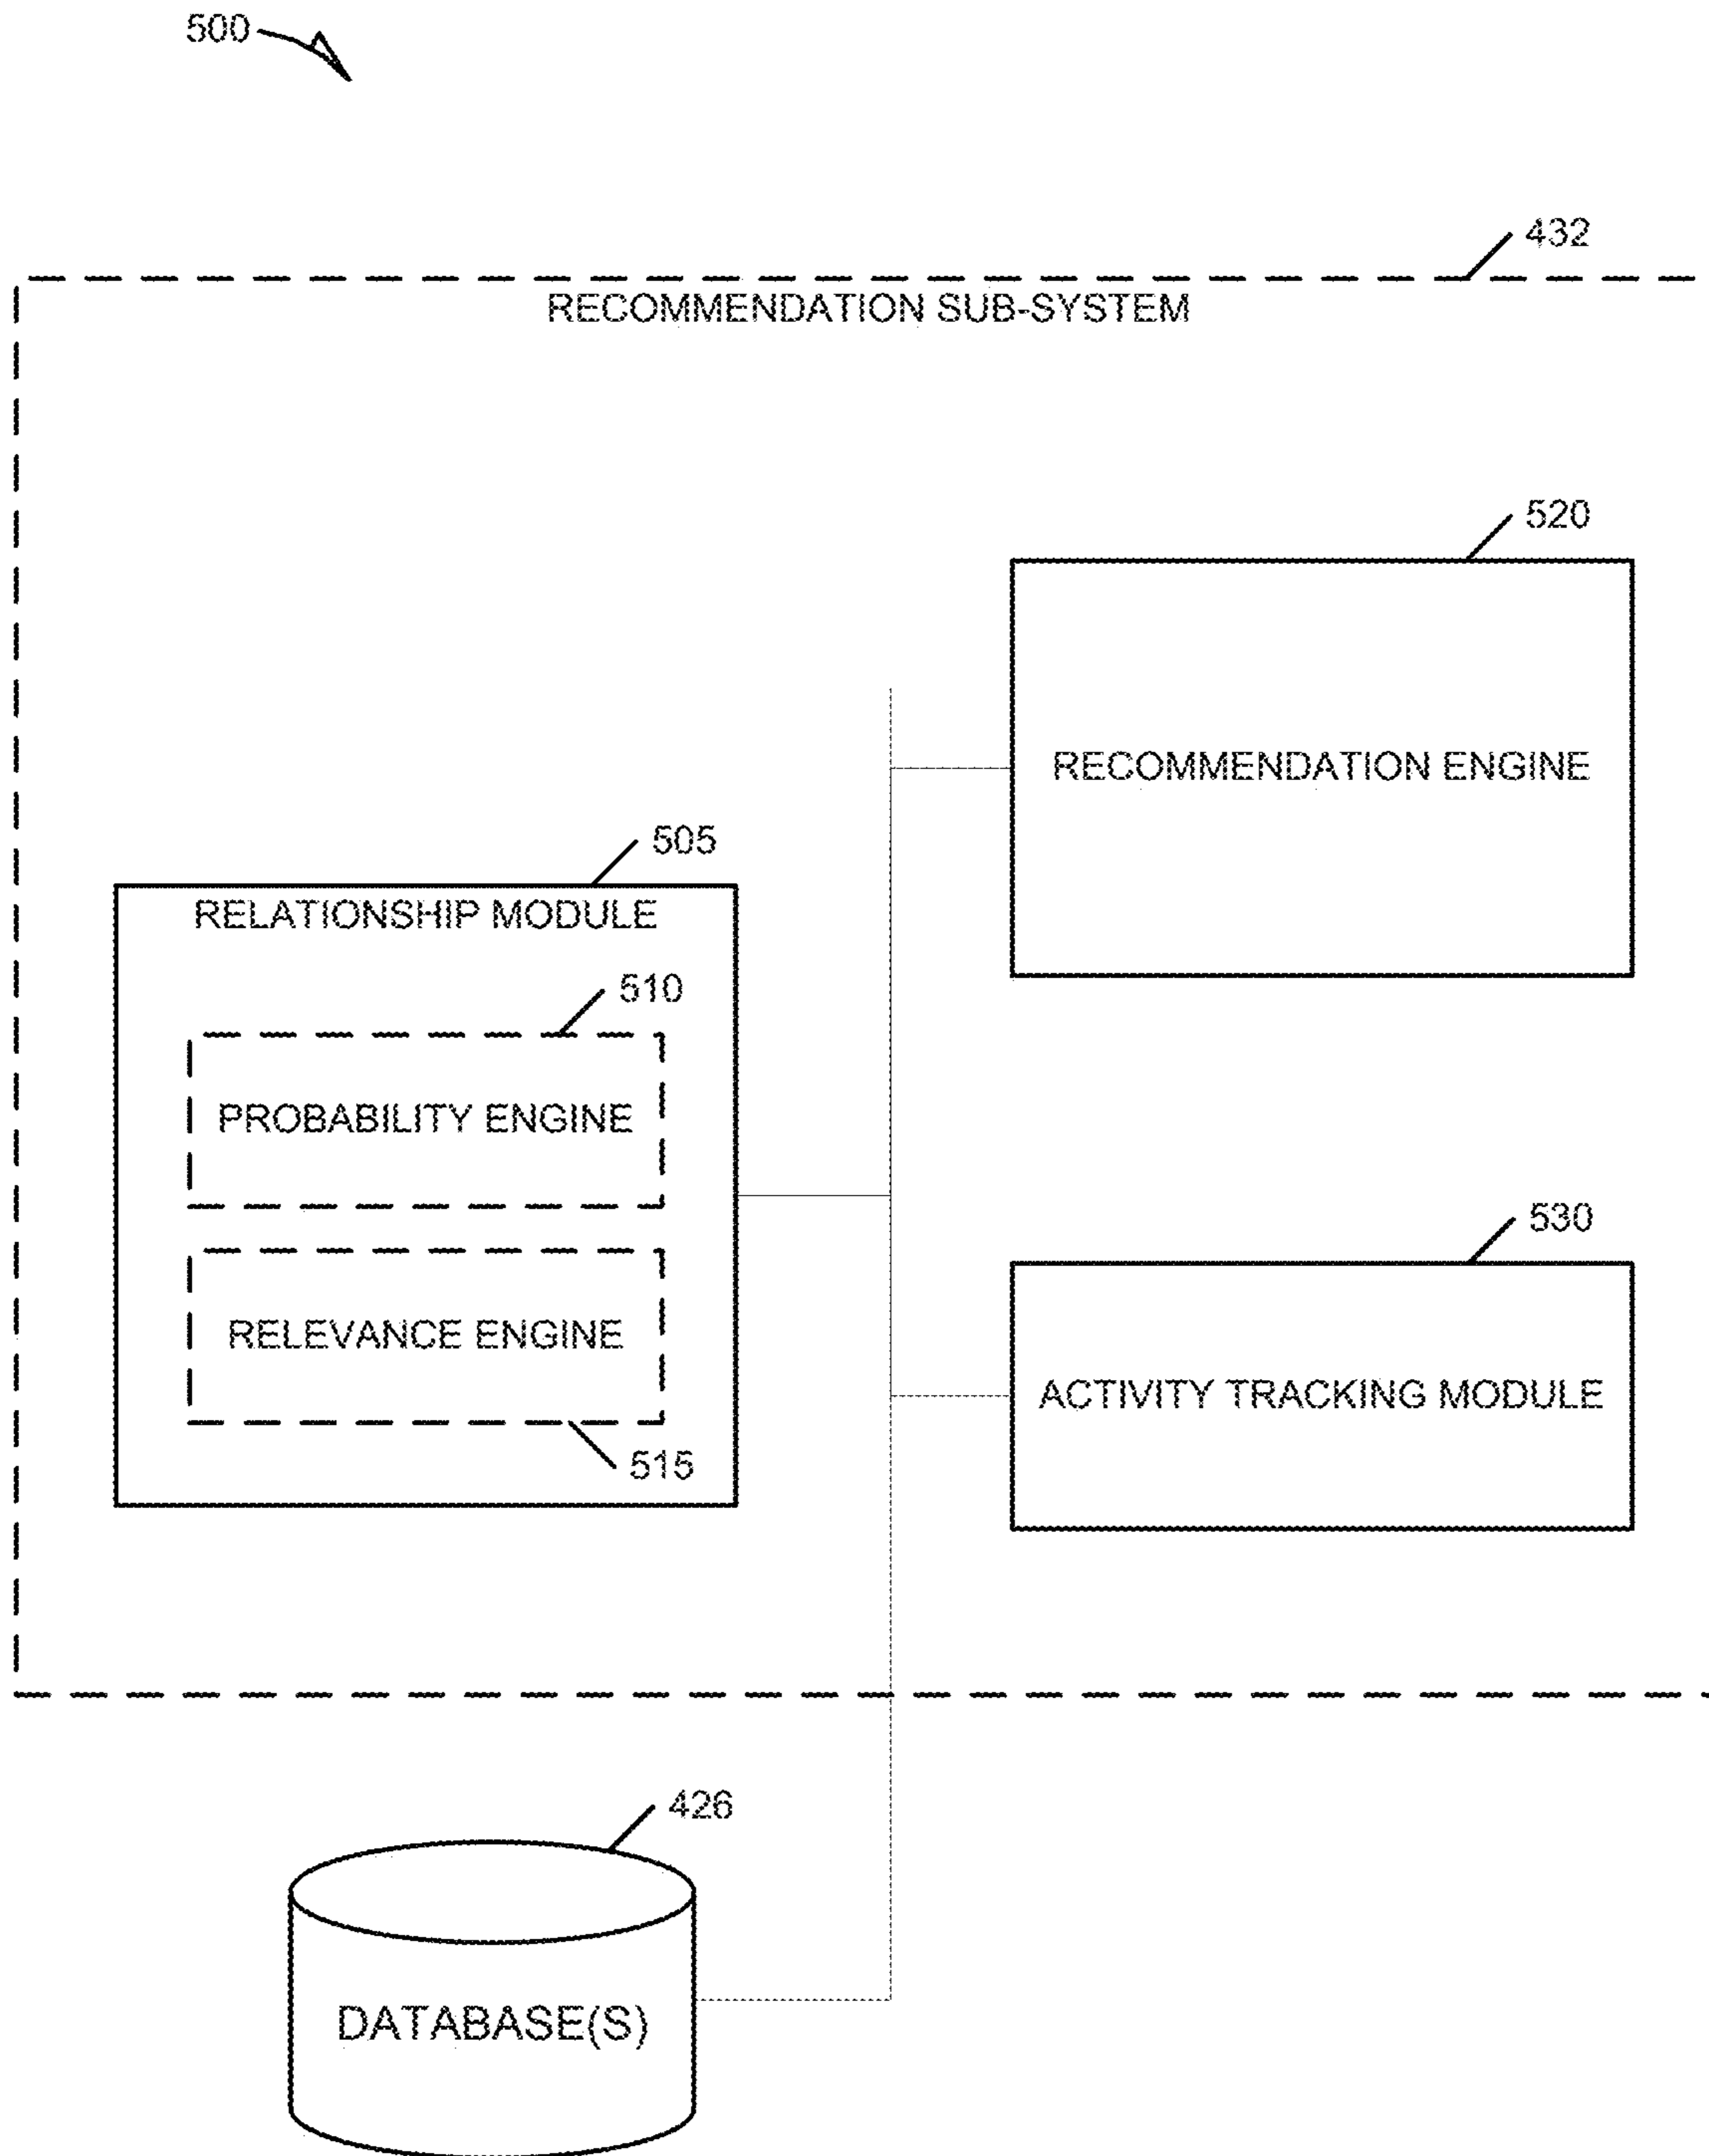 500
432
RECOMMENDATION SUB-SYSTEM
520
RECOMMENDATION ENGINE
505
RELATIONSHIP MODULE
510
PROBABILITY ENGINE
RELEVANCE ENGINE
515
530
ACTIVITY TRACKING MODULE
426
DATABASE(S)